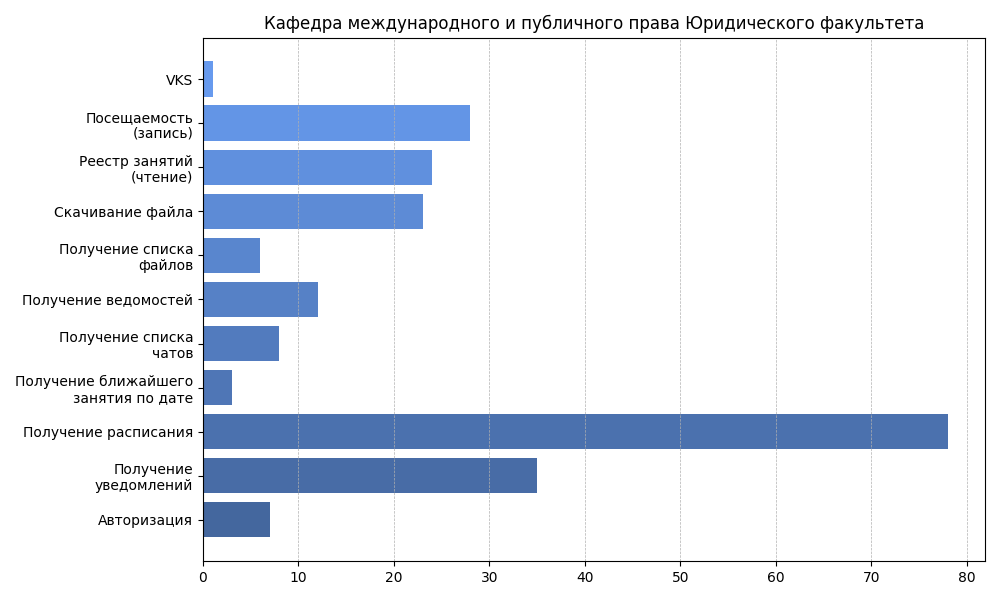 Кафедра международного и публичного права Юридического факультета
VKS
Посещаемость
(запись)
Реестр занятий
(чтение)
Скачивание файла
Получение списка
файлов
Получение ведомостей
Получение списка
чатов
Получение ближайшего
занятия по дате
Получение расписания
Получение
уведомлений
Авторизация
0 10 20 30 40 50 60 70 80